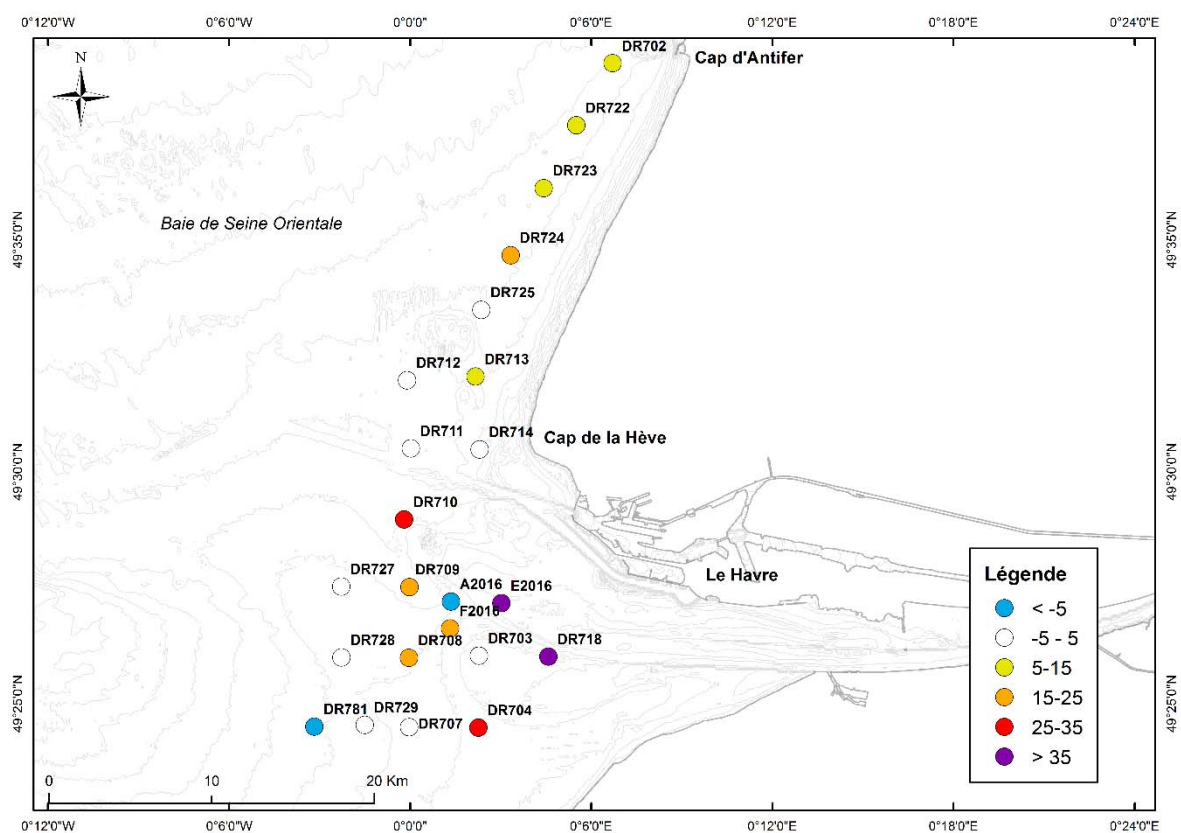 0°12'0"W 0°6'0"W 0°0'0" 0°6'0"E 0°12'0"E 0°18'0"E 0°24'0"E
DR702
Cap d'Antifer
N
DR722
DR723
Baie de Seine Orientale
49°35'0"N
49°35'0"N
DR724
DR725
DR712
DR713
DR711
DR714
Cap de la Hève
49°30'0"N
49°30'0"N
DR710
DR727
DR709
A2016
E2016
Le Havre
F2016
DR728
DR708
DR703
DR718
49°25'0"N
49°25'0"N
DR781
DR729
DR707
DR704
Légende
< -5
-5 - 5
5-15
15-25
25-35
> 35
0 10 20 Km
0°12'0"W 0°6'0"W 0°0'0" 0°6'0"E 0°12'0"E 0°18'0"E 0°24'0"E